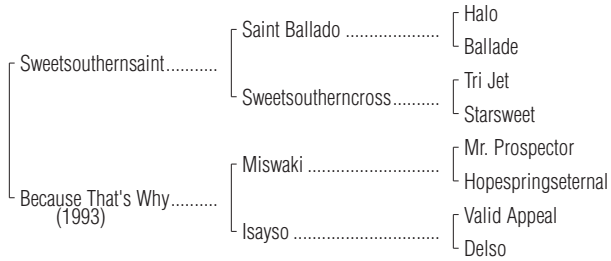 Halo
Saint Ballado ....................
Ballade
Sweetsouthernsaint...........
Tri Jet
Sweetsoutherncross..........
Starsweet
Mr. Prospector
Miswaki ............................
Hopespringseternal
Because That's Why..........
(1993)
Valid Appeal
Isayso ...............................
Delso